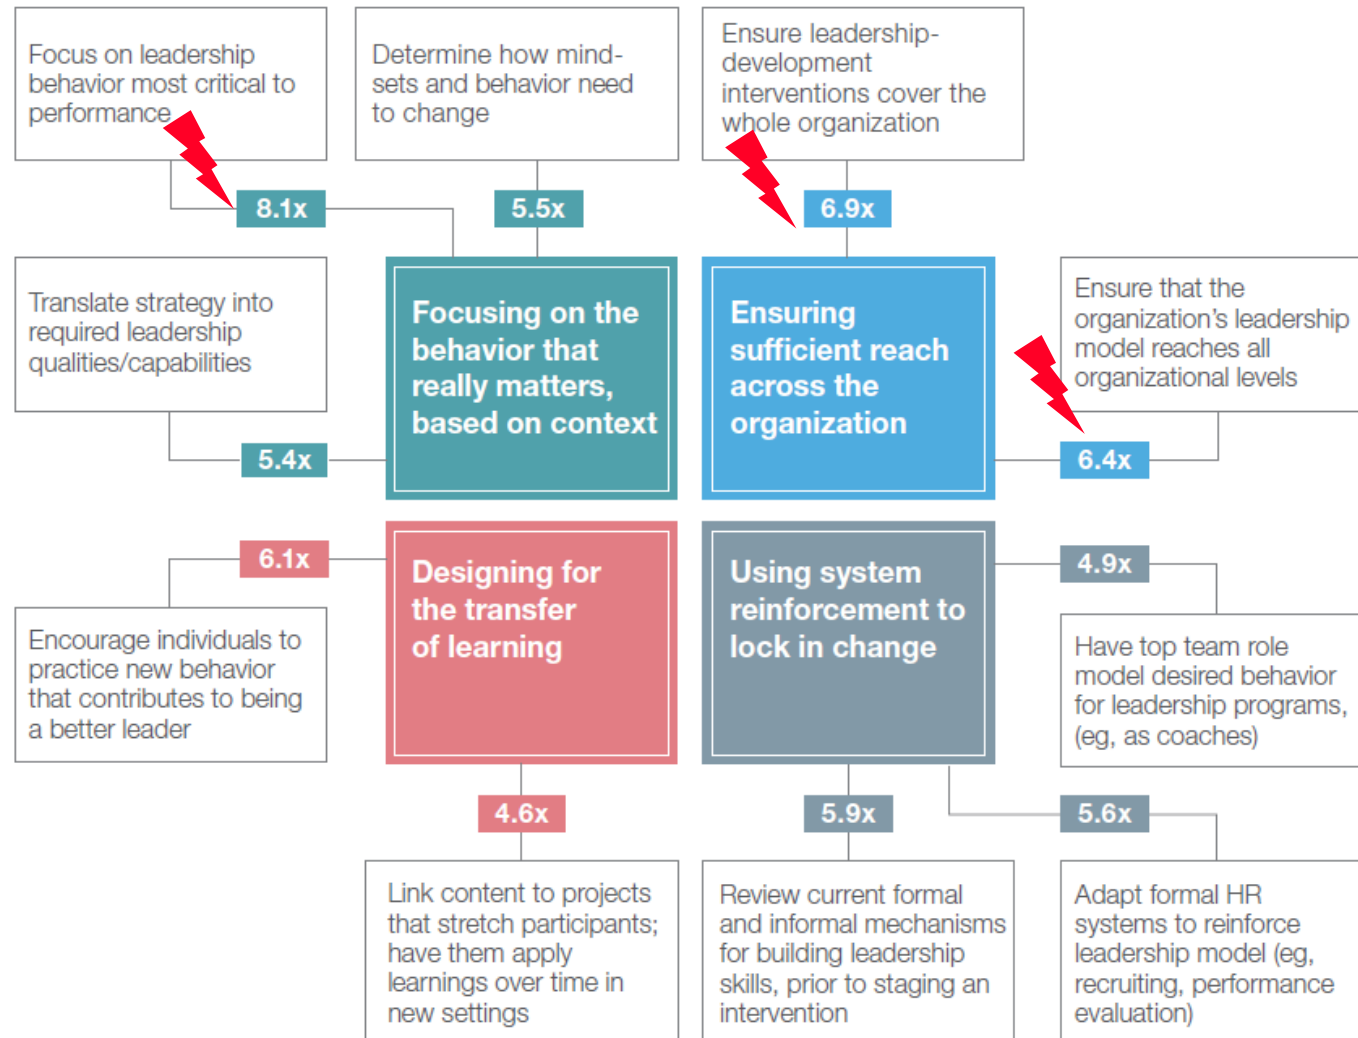 Focus on leadership
behavior most critical to
performance
Determine how mind-
sets and behavior need
to change
Ensure leadership-
development
interventions cover the
whole organization
8.1x
5.5x
6.9x
Translate strategy into
required leadership
qualities/capabilities
5.4x
Focusing on the
behavior that
really matters,
based on context
Ensuring
sufficient reach
across the
organization
Ensure that the
organization’s leadership
model reaches all
organizational levels
6.4x
6.1x
Encourage individuals to
practice new behavior
that contributes to being
a better leader
Designing for
the transfer
of learning
Using system
reinforcement to
lock in change
4.9x
Have top team role
model desired behavior
for leadership programs,
(eg, as coaches)
4.6x
5.9x
5.6x
Link content to projects
that stretch participants;
have them apply
learnings over time in
new settings
Review current formal
and informal mechanisms
for building leadership
skills, prior to staging an
intervention
Adapt formal HR
systems to reinforce
leadership model (eg,
recruiting, performance
evaluation)